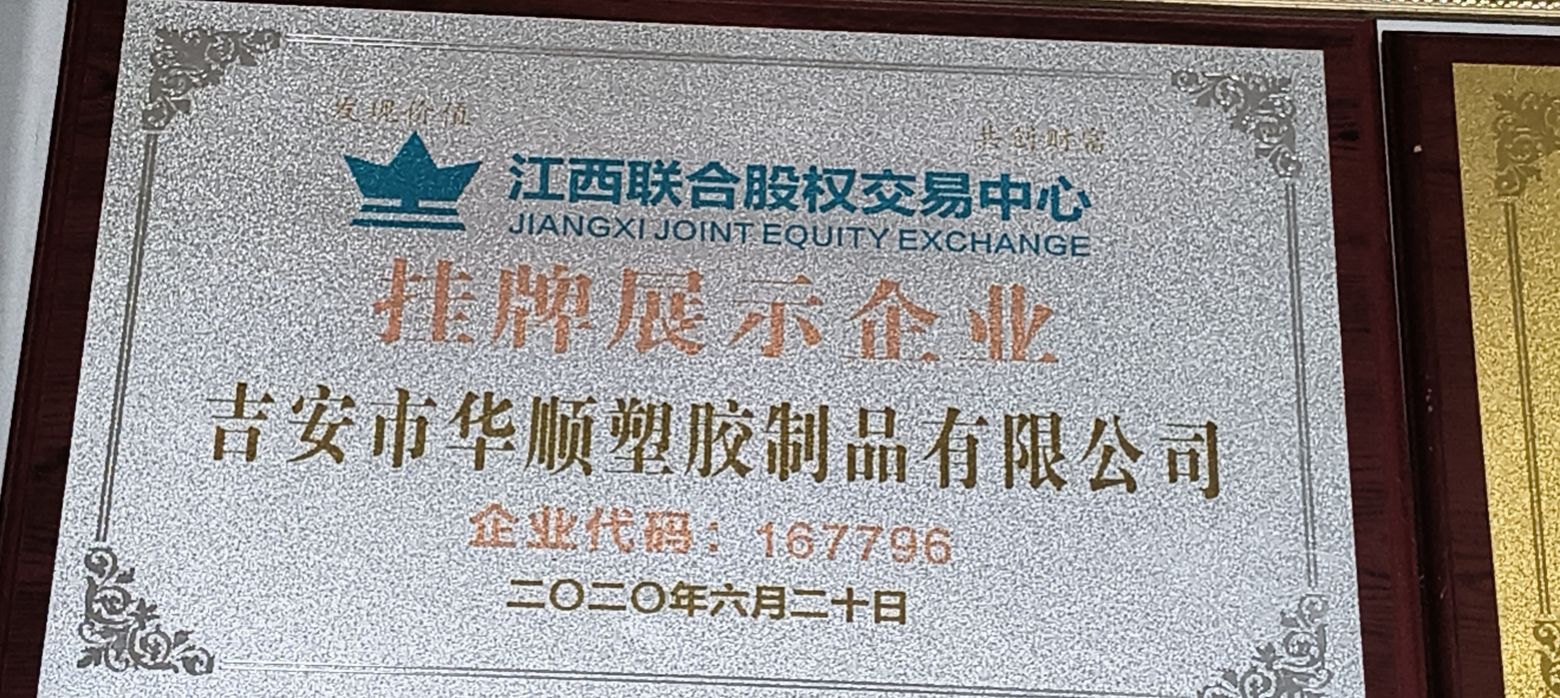 发现价值 共创财富
江西联合股权交易中心
JIANGXI JOINT EQUITY EXCHANGE
挂牌展示企业
吉安市华顺塑胶制品有限公司
企业代码：167796
二〇二〇年六月二十日